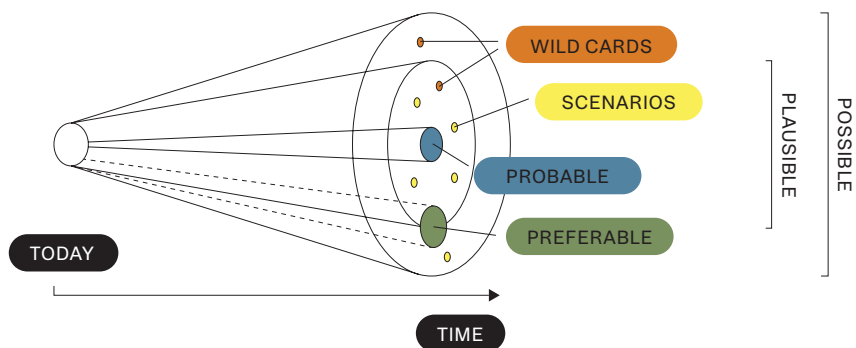 WILD CARDS
SCENARIOS
PLAUSIBLE
POSSIBLE
PROBABLE
PREFERABLE
TODAY
TIME